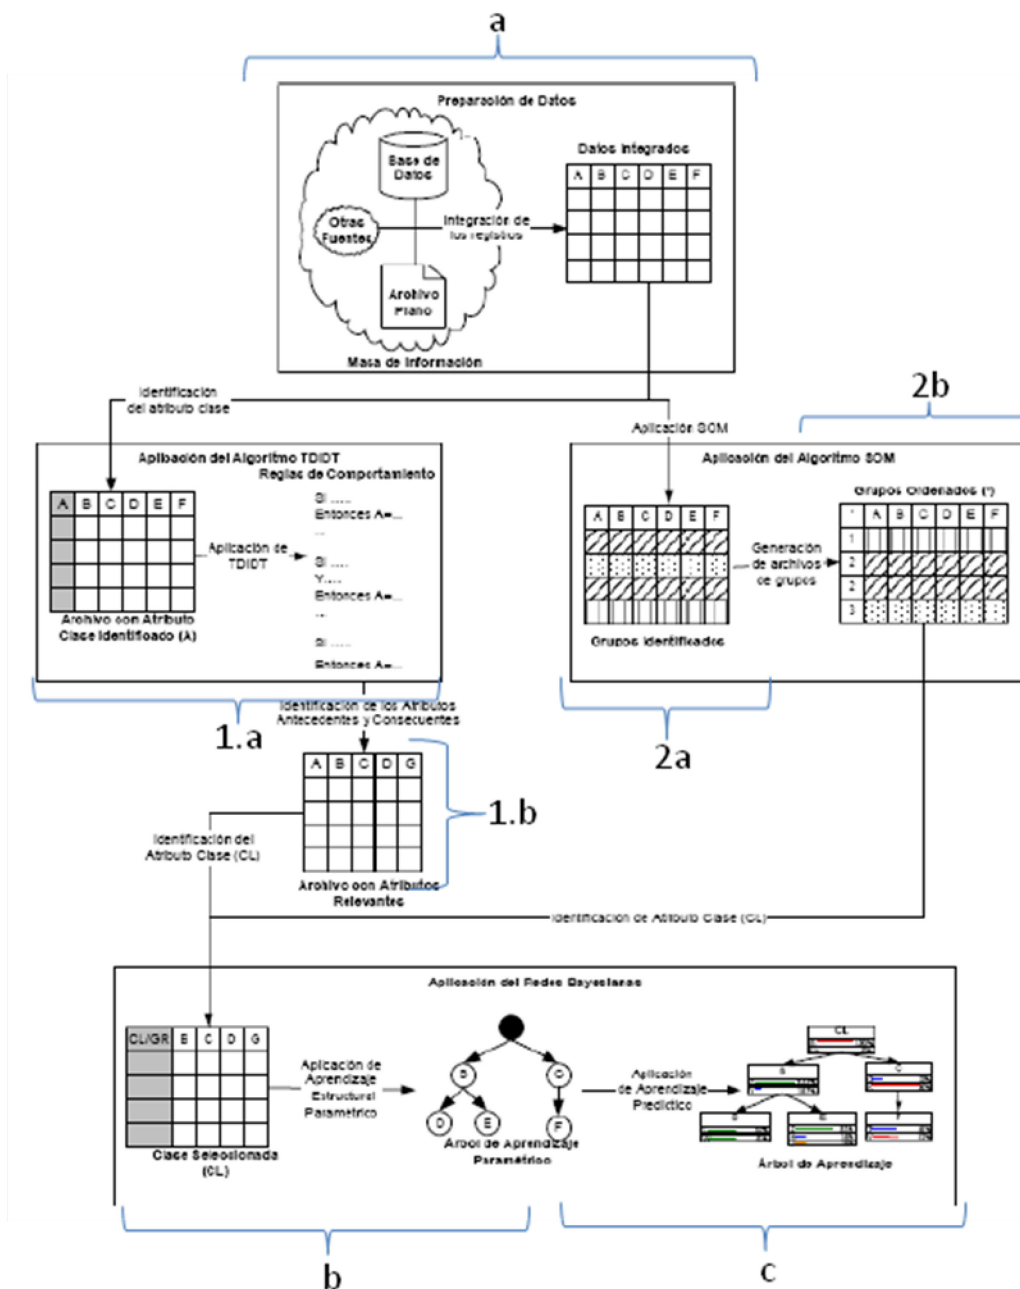 a
Preparación de Datos
Base de
Datos
Otras
Fuentes
Integración de
los registros
Archivo
Plano
Masa de Información
Datos Integrados
A B C D E F
Identificación
del atributo clase
Aplicación SOM
2b
Aplicación del Algoritmo TDIDT
Reglas de Comportamiento
A B C D E F
Aplicación de
TDIDT
Archivo con Atributo
Clase Identificado (A)
Si ......
Entonces A=...
...
Si ......
Y.....
Entonces A=...
...
Si ......
Entonces A=...
Aplicación del Algoritmo SOM
A B C D E F
Grupos Identificados
Generación
de archivos
de grupos
Grupos Ordenados (*)
* A B C D E F
1
2
2
3
1.a
Identificación de los Atributos
Antecedentes y Consecuentes
2a
A B C D G
1.b
Archivo con Atributos
Relevantes
Identificación del
Atributo Clase (CL)
Identificación de Atributo Clase (CL)
Aplicación del Redes Bayesianas
CL/GR B C D G
Clase Seleccionada
(CL)
Aplicación de
Aprendizaje
Estructural
Paramétrico
B C
D E F
Árbol de Aprendizaje
Paramétrico
Aplicación
de Aprendizaje
Predictico
CL
C
Árbol de Aprendizaje
b
c